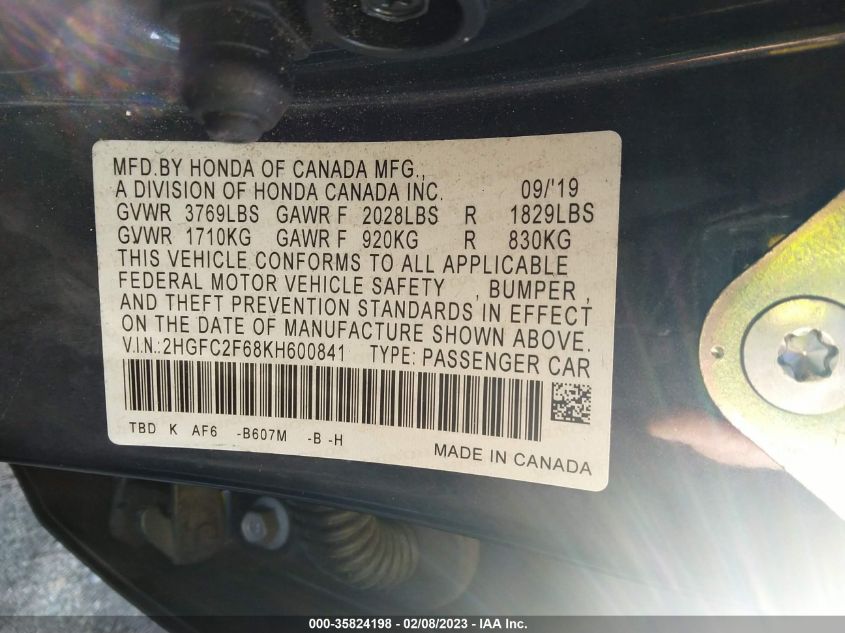 MFD.BY HONDA OF CANADA MFG.,
A DIVISION OF HONDA CANADA INC. 09/'19
GVWR 3769LBS GAWR F 2028LBS R 1829LBS
GVWR 1710KG GAWR F 920KG R 830KG
THIS VEHICLE CONFORMS TO ALL APPLICABLE
FEDERAL MOTOR VEHICLE SAFETY , BUMPER ,
AND THEFT PREVENTION STANDARDS IN EFFECT
ON THE DATE OF MANUFACTURE SHOWN ABOVE.
V.I.N.:2HGFC2F68KH600841 TYPE: PASSENGER CAR
TBD K AF6 -B607M -B -H
MADE IN CANADA
000-35824198 - 02/08/2023 - IAA Inc.